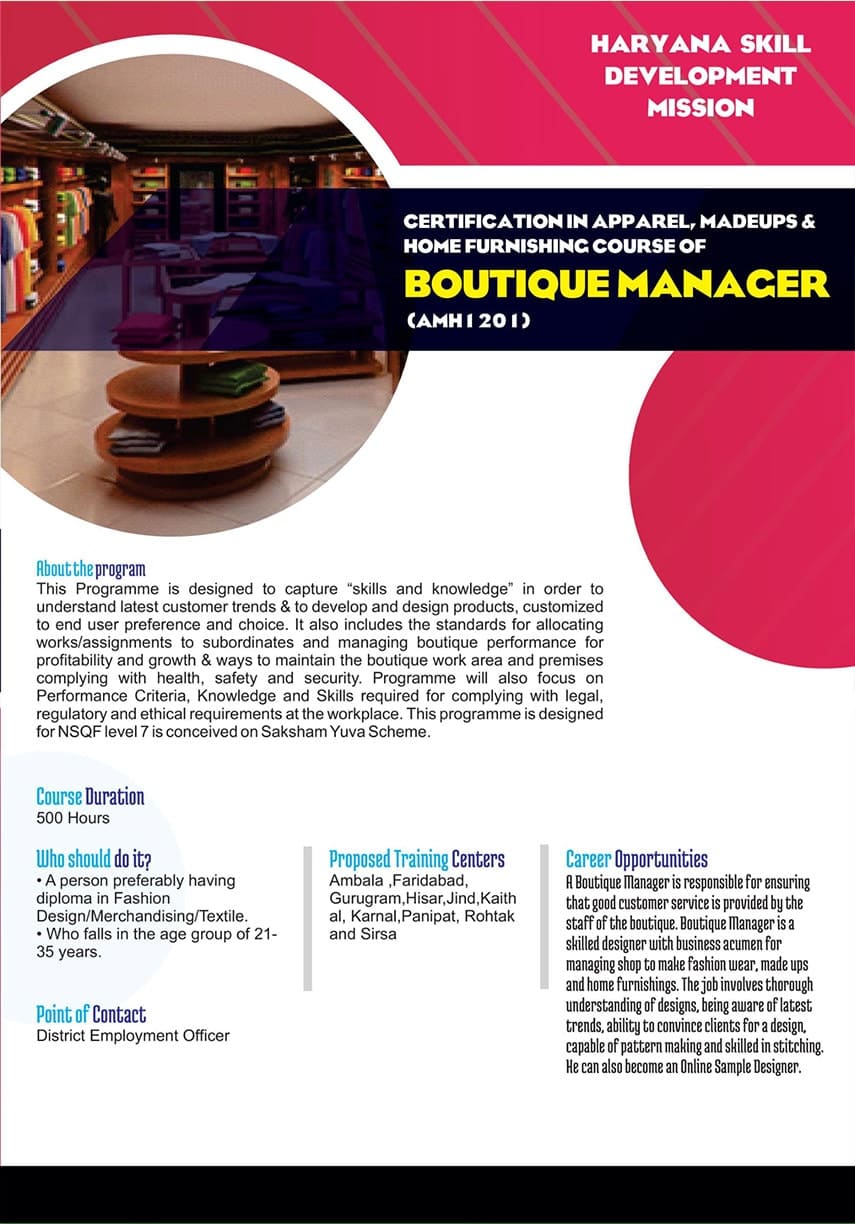 HARYANA SKILL
DEVELOPMENT
MISSION
CERTIFICATION IN APPAREL, MADEUPS &
HOME FURNISHING COURSE OF
BOUTIQUE MANAGER
(AMH1201)
About the program
This Programme is designed to capture “skills and knowledge” in order to
understand latest customer trends & to develop and design products, customized
to end user preference and choice. It also includes the standards for allocating
works/assignments to subordinates and managing boutique performance for
profitability and growth & ways to maintain the boutique work area and premises
complying with health, safety and security. Programme will also focus on
Performance Criteria, Knowledge and Skills required for complying with legal,
regulatory and ethical requirements at the workplace. This programme is designed
for NSQF level 7 is conceived on Saksham Yuva Scheme.
Course Duration
500 Hours
Who should do it?
• A person preferably having
diploma in Fashion
Design/Merchandising/Textile.
• Who falls in the age group of 21-
35 years.
Point of Contact
District Employment Officer
Proposed Training Centers
Ambala ,Faridabad,
Gurugram,Hisar,Jind,Kaith
al, Karnal,Panipat, Rohtak
and Sirsa
Career Opportunities
A Boutique Manager is responsible for ensuring
that good customer service is provided by the
staff of the boutique. Boutique Manager is a
skilled designer with business acumen for
managing shop to make fashion wear, made ups
and home furnishings. The job involves thorough
understanding of designs, being aware of latest
trends, ability to convince clients for a design,
capable of pattern making and skilled in stitching.
He can also become an Online Sample Designer.